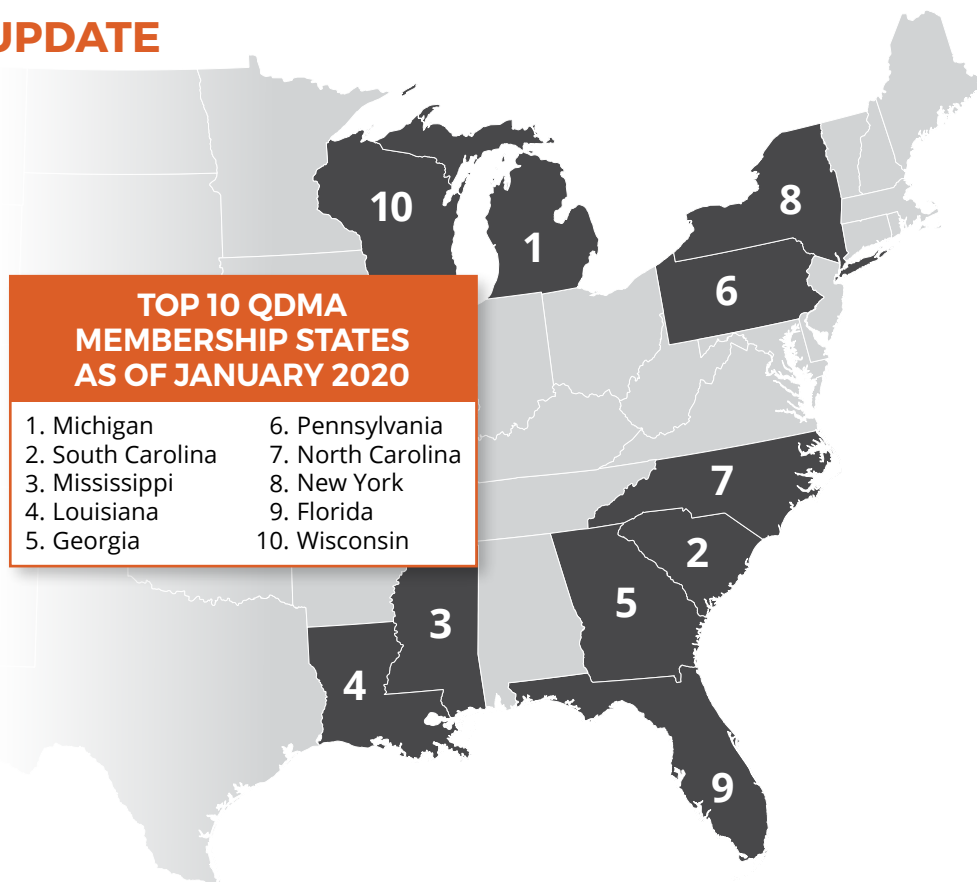 UPDATE
10
1
8
6
TOP 10 QDMA
MEMBERSHIP STATES
AS OF JANUARY 2020
1. Michigan
2. South Carolina
3. Mississippi
4. Louisiana
5. Georgia
6. Pennsylvania
7. North Carolina
8. New York
9. Florida
10. Wisconsin
7
2
5
3
4
9